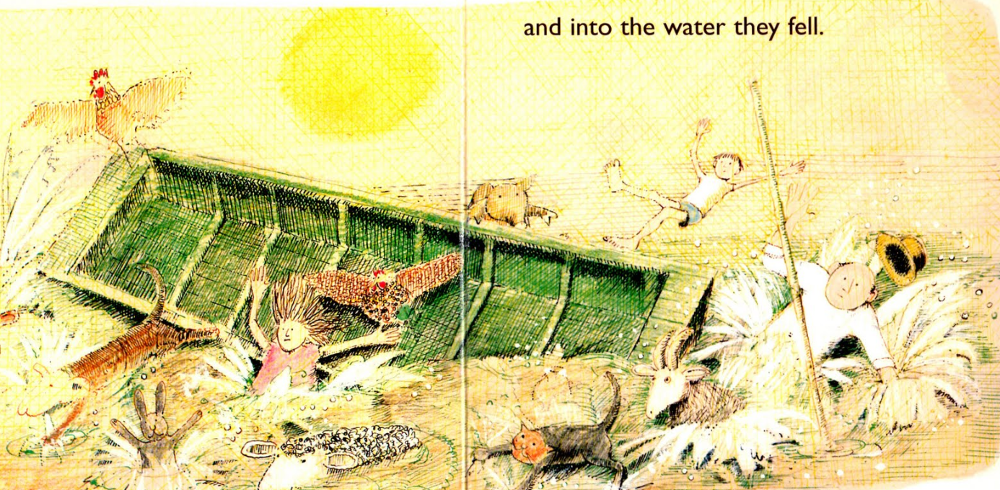 and into the water they fell.